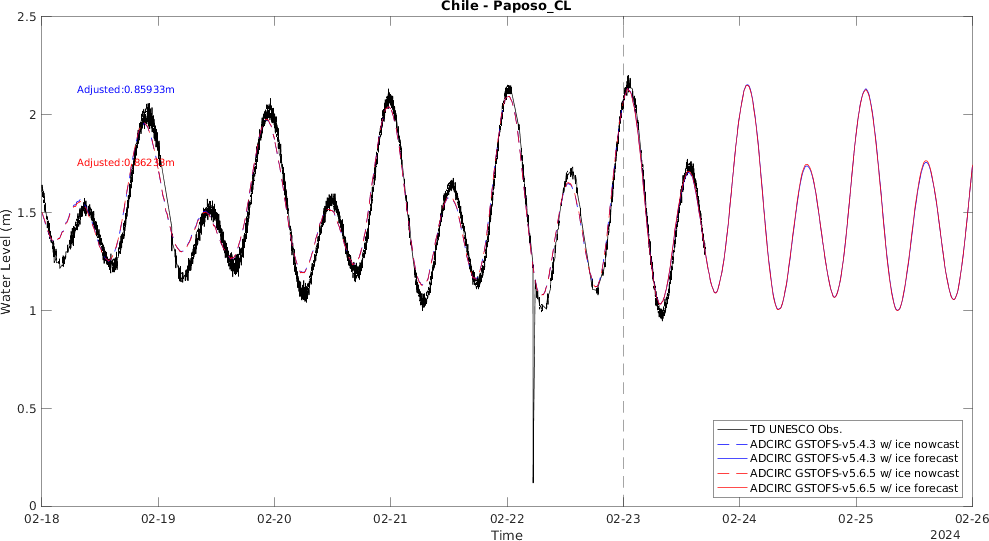 Chile - Paposo_CL
2.5
2
1.5
1
0.5
0
Water Level (m)
Adjusted:0.85933m
02-18
02-19
02-20
02-21
02-22
02-23
02-24
02-25
02-26
Time
2024
TD UNESCO Obs.
ADCIRC GSTOFS-v5.4.3 w/ ice nowcast
ADCIRC GSTOFS-v5.4.3 w/ ice forecast
ADCIRC GSTOFS-v5.6.5 w/ ice nowcast
ADCIRC GSTOFS-v5.6.5 w/ ice forecast